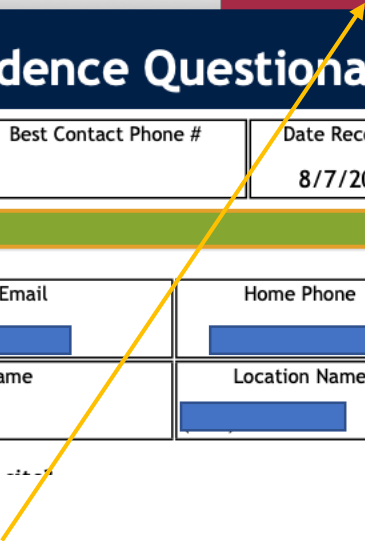 dence Questiona
Best Contact Phone # Date Rec
8/7/20
Email Home Phone
ame Location Name